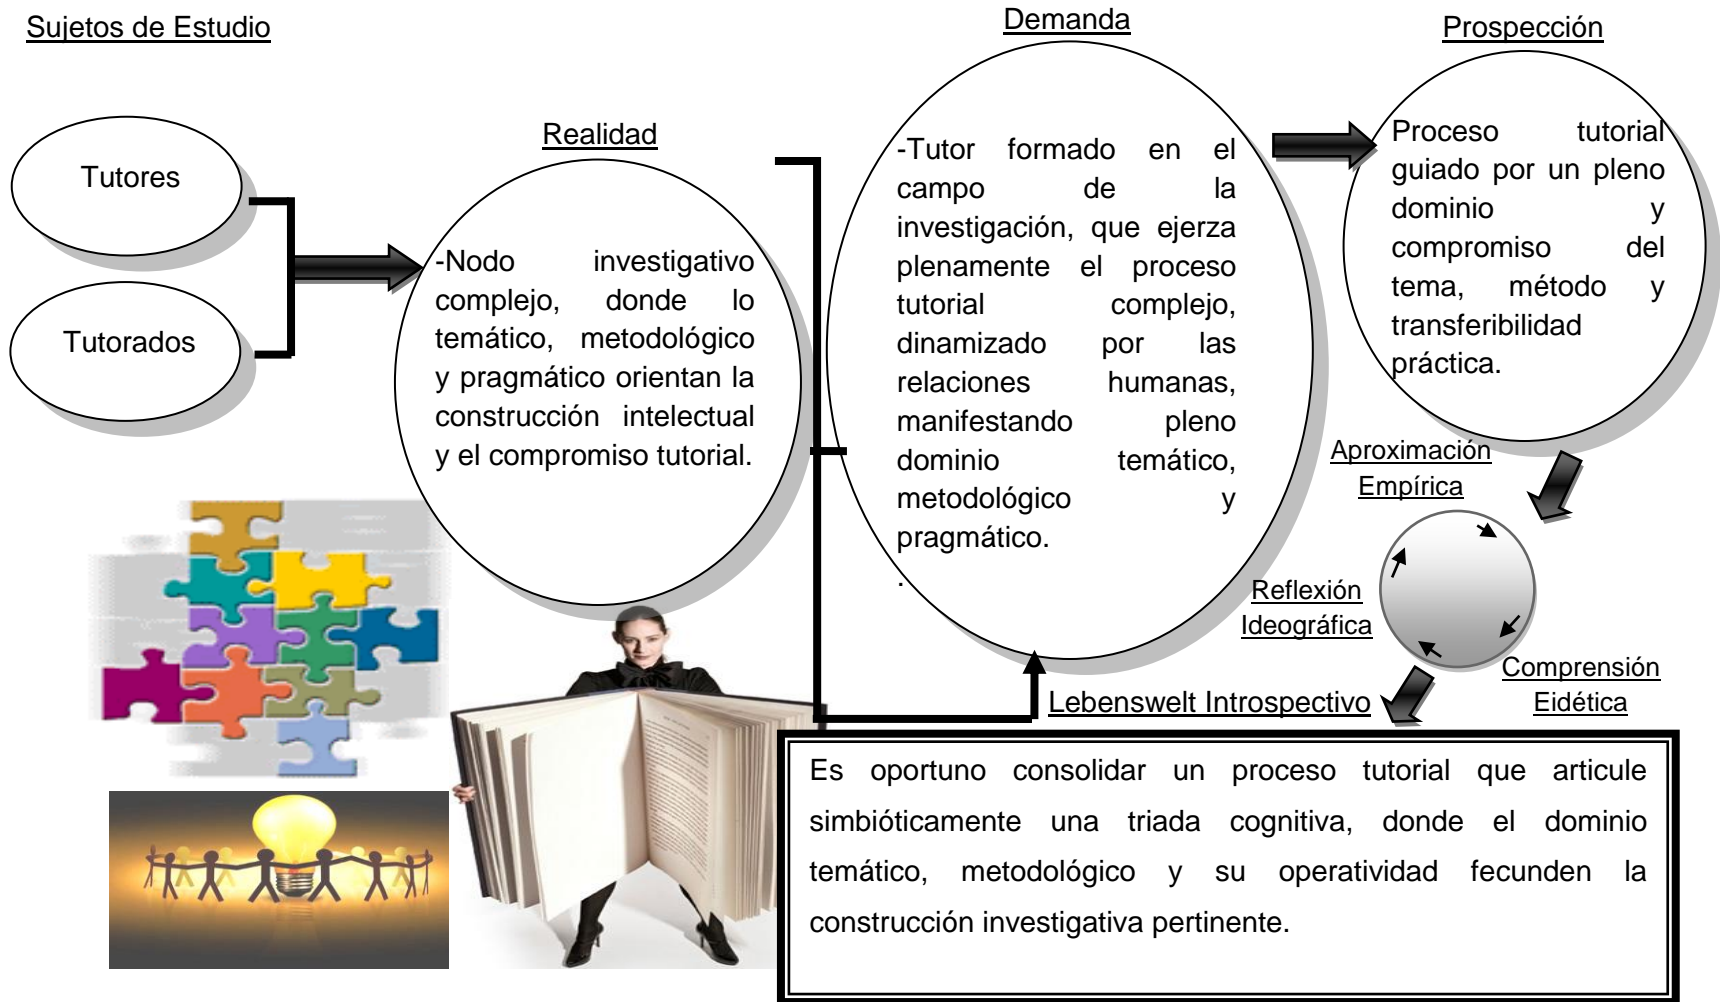 Sujetos de Estudio
Tutores
Tutorados
Realidad
-Nodo investigativo
complejo, donde lo
temático, metodológico
y pragmático orientan la
construcción intelectual
y el compromiso tutorial.
Demanda
-Tutor formado en el
campo de la
investigación, que ejerza
plenamente el proceso
tutorial complejo,
dinamizado por las
relaciones humanas,
manifestando pleno
dominio temático,
metodológico y
pragmático.
.
Prospección
Proceso tutorial
guiado por un pleno
dominio y
compromiso del
tema, método y
transferibilidad
práctica.
Aproximación
Empírica
Reflexión
Ideográfica
Comprensión
Eidética
Lebenswelt Introspectivo
Es oportuno consolidar un proceso tutorial que articule
simbióticamente una triada cognitiva, donde el dominio
temático, metodológico y su operatividad fecunden la
construcción investigativa pertinente.